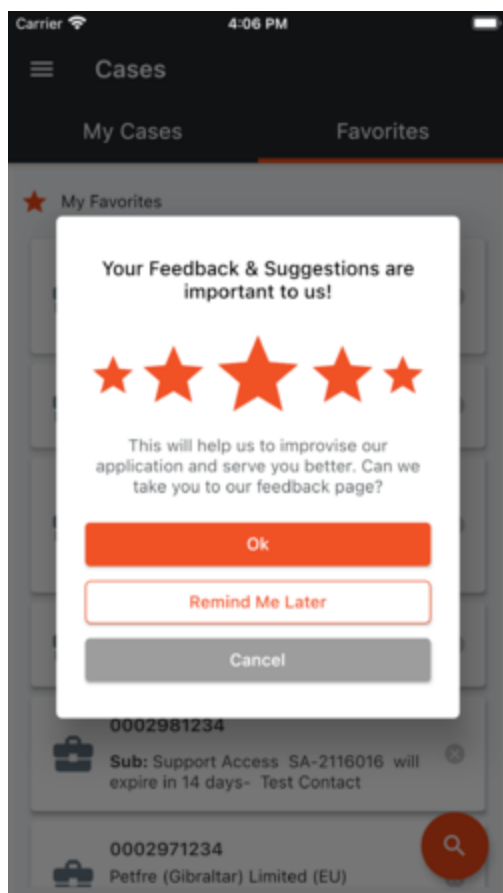 Carrier 4:06 PM
Cases
My Cases Favorites
My Favorites
Your Feedback & Suggestions are
important to us!
This will help us to improvise our
application and serve you better. Can we
take you to our feedback page?
Ok
Remind Me Later
Cancel
0002981234
Sub: Support Access SA-2116016 will
expire in 14 days- Test Contact
0002971234
Petfre (Gibraltar) Limited (EU)